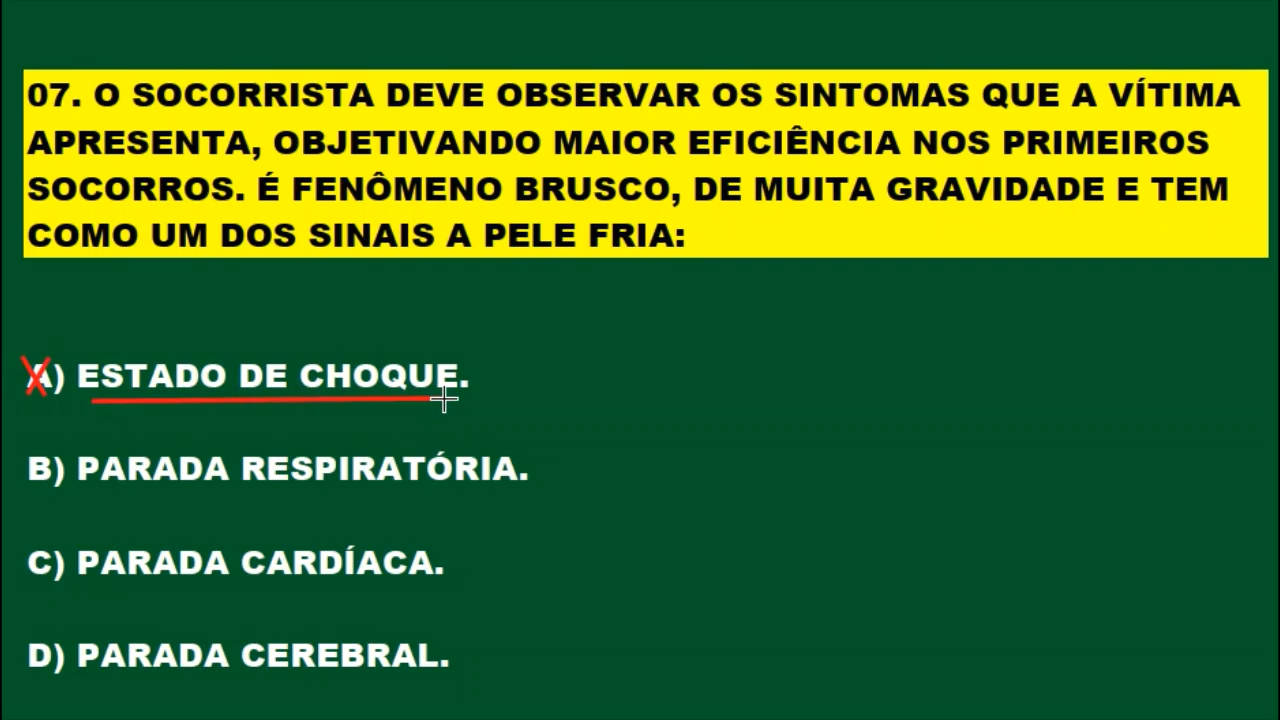 07. O SOCORRISTA DEVE OBSERVAR OS SINTOMAS QUE A VÍTIMA
APRESENTA, OBJETIVANDO MAIOR EFICIÊNCIA NOS PRIMEIROS
SOCORROS. É FENÔMENO BRUSCO, DE MUITA GRAVIDADE E TEM
COMO UM DOS SINAIS A PELE FRIA:
A) ESTADO DE CHOQUE.
B) PARADA RESPIRATÓRIA.
C) PARADA CARDÍACA.
D) PARADA CEREBRAL.